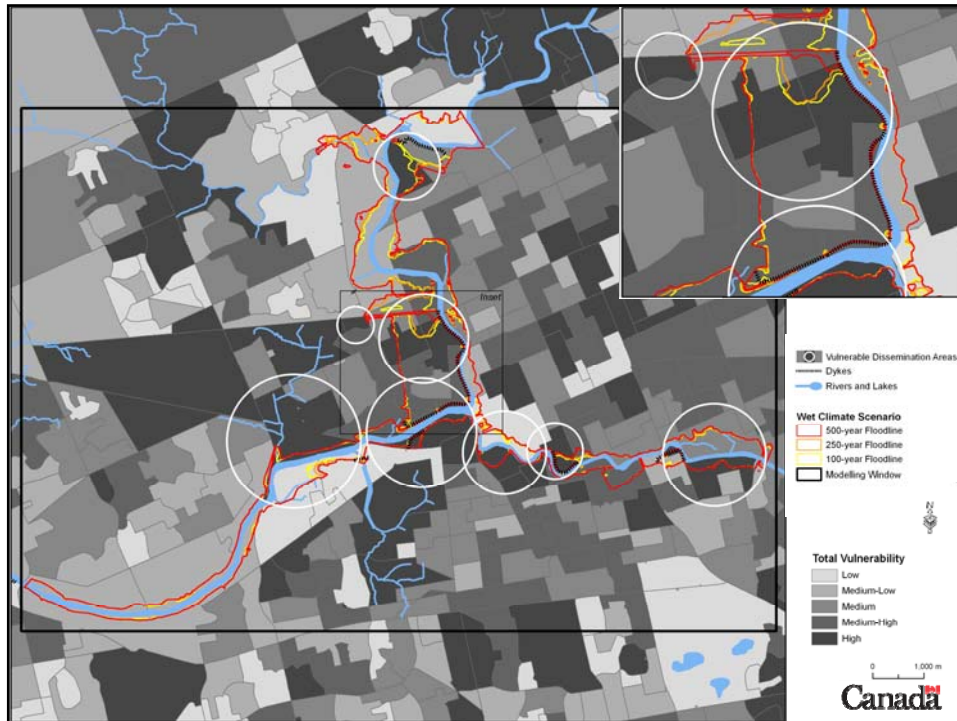 Inset
Vulnerable Dissemination Areas
Dykes
Rivers and Lakes
Wet Climate Scenario
500-year Floodline
250-year Floodline
100-year Floodline
Modelling Window
N
Total Vulnerability
Low
Medium-Low
Medium
Medium-High
High
0 1,000 m
Canada